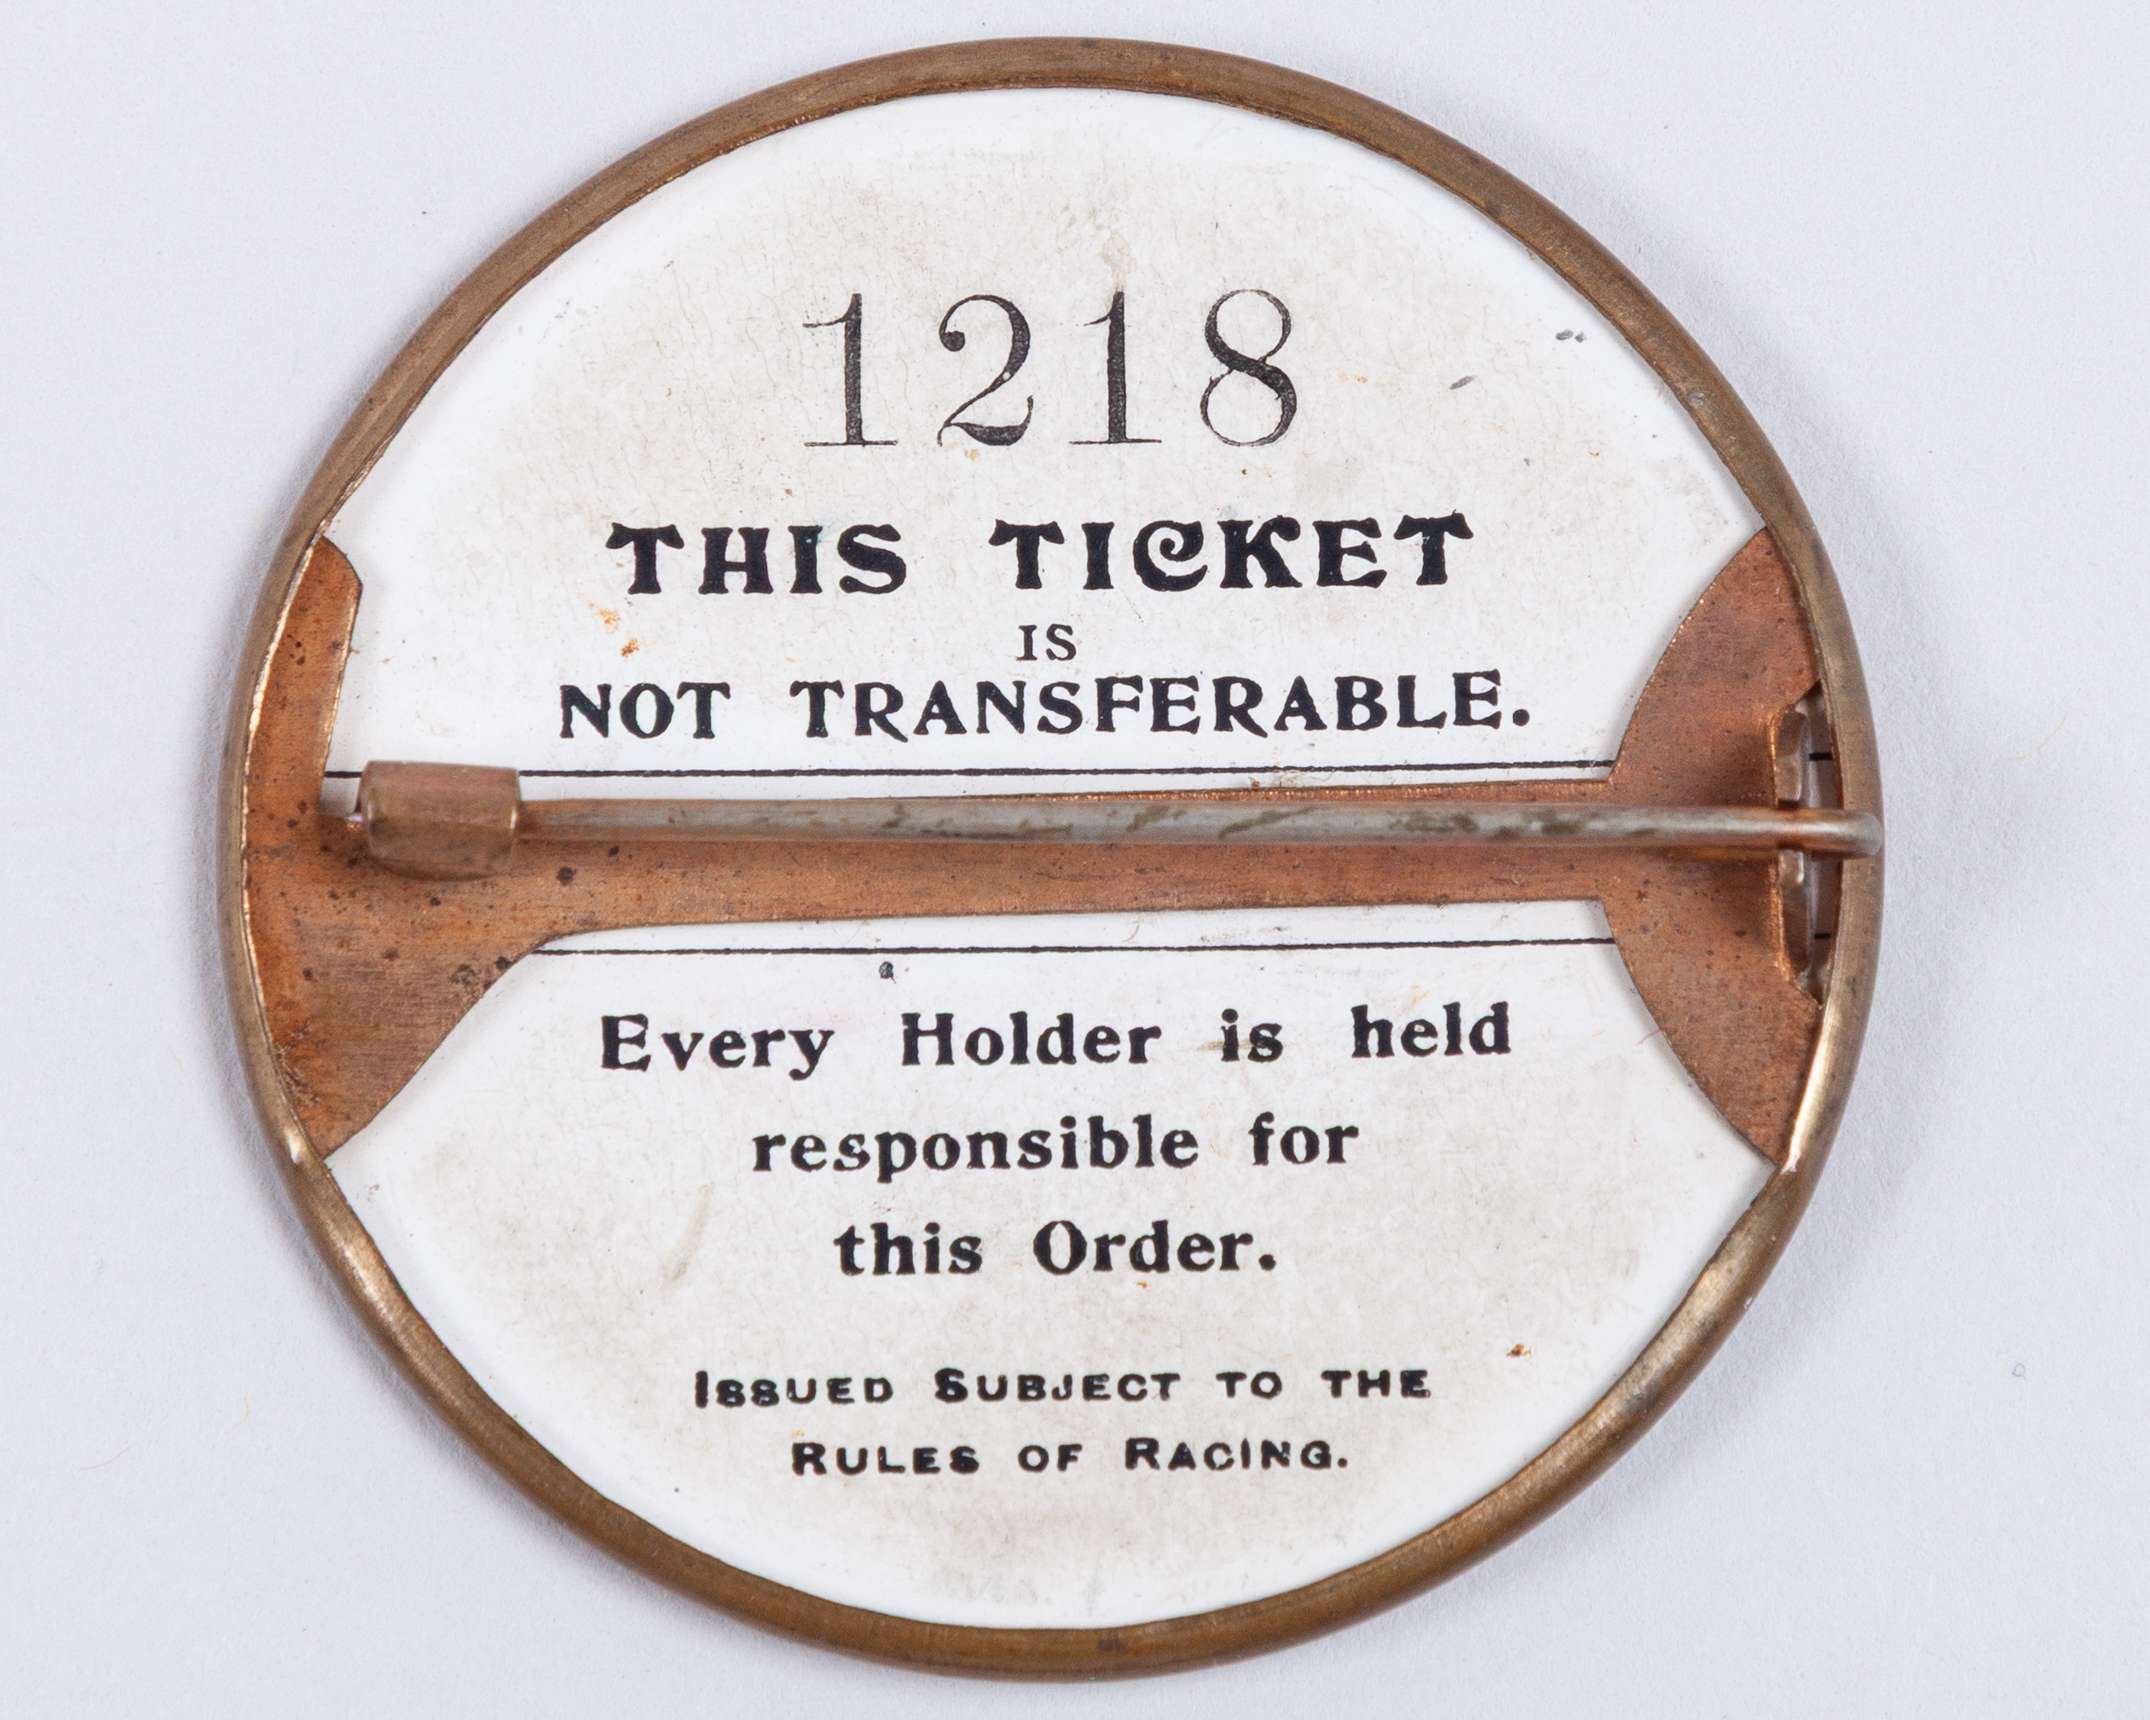 1218
THIS TICKET
IS
NOT TRANSFERABLE.
Every Holder is held
responsible for
this Order.
ISSUED SUBJECT TO THE
RULES OF RACING.